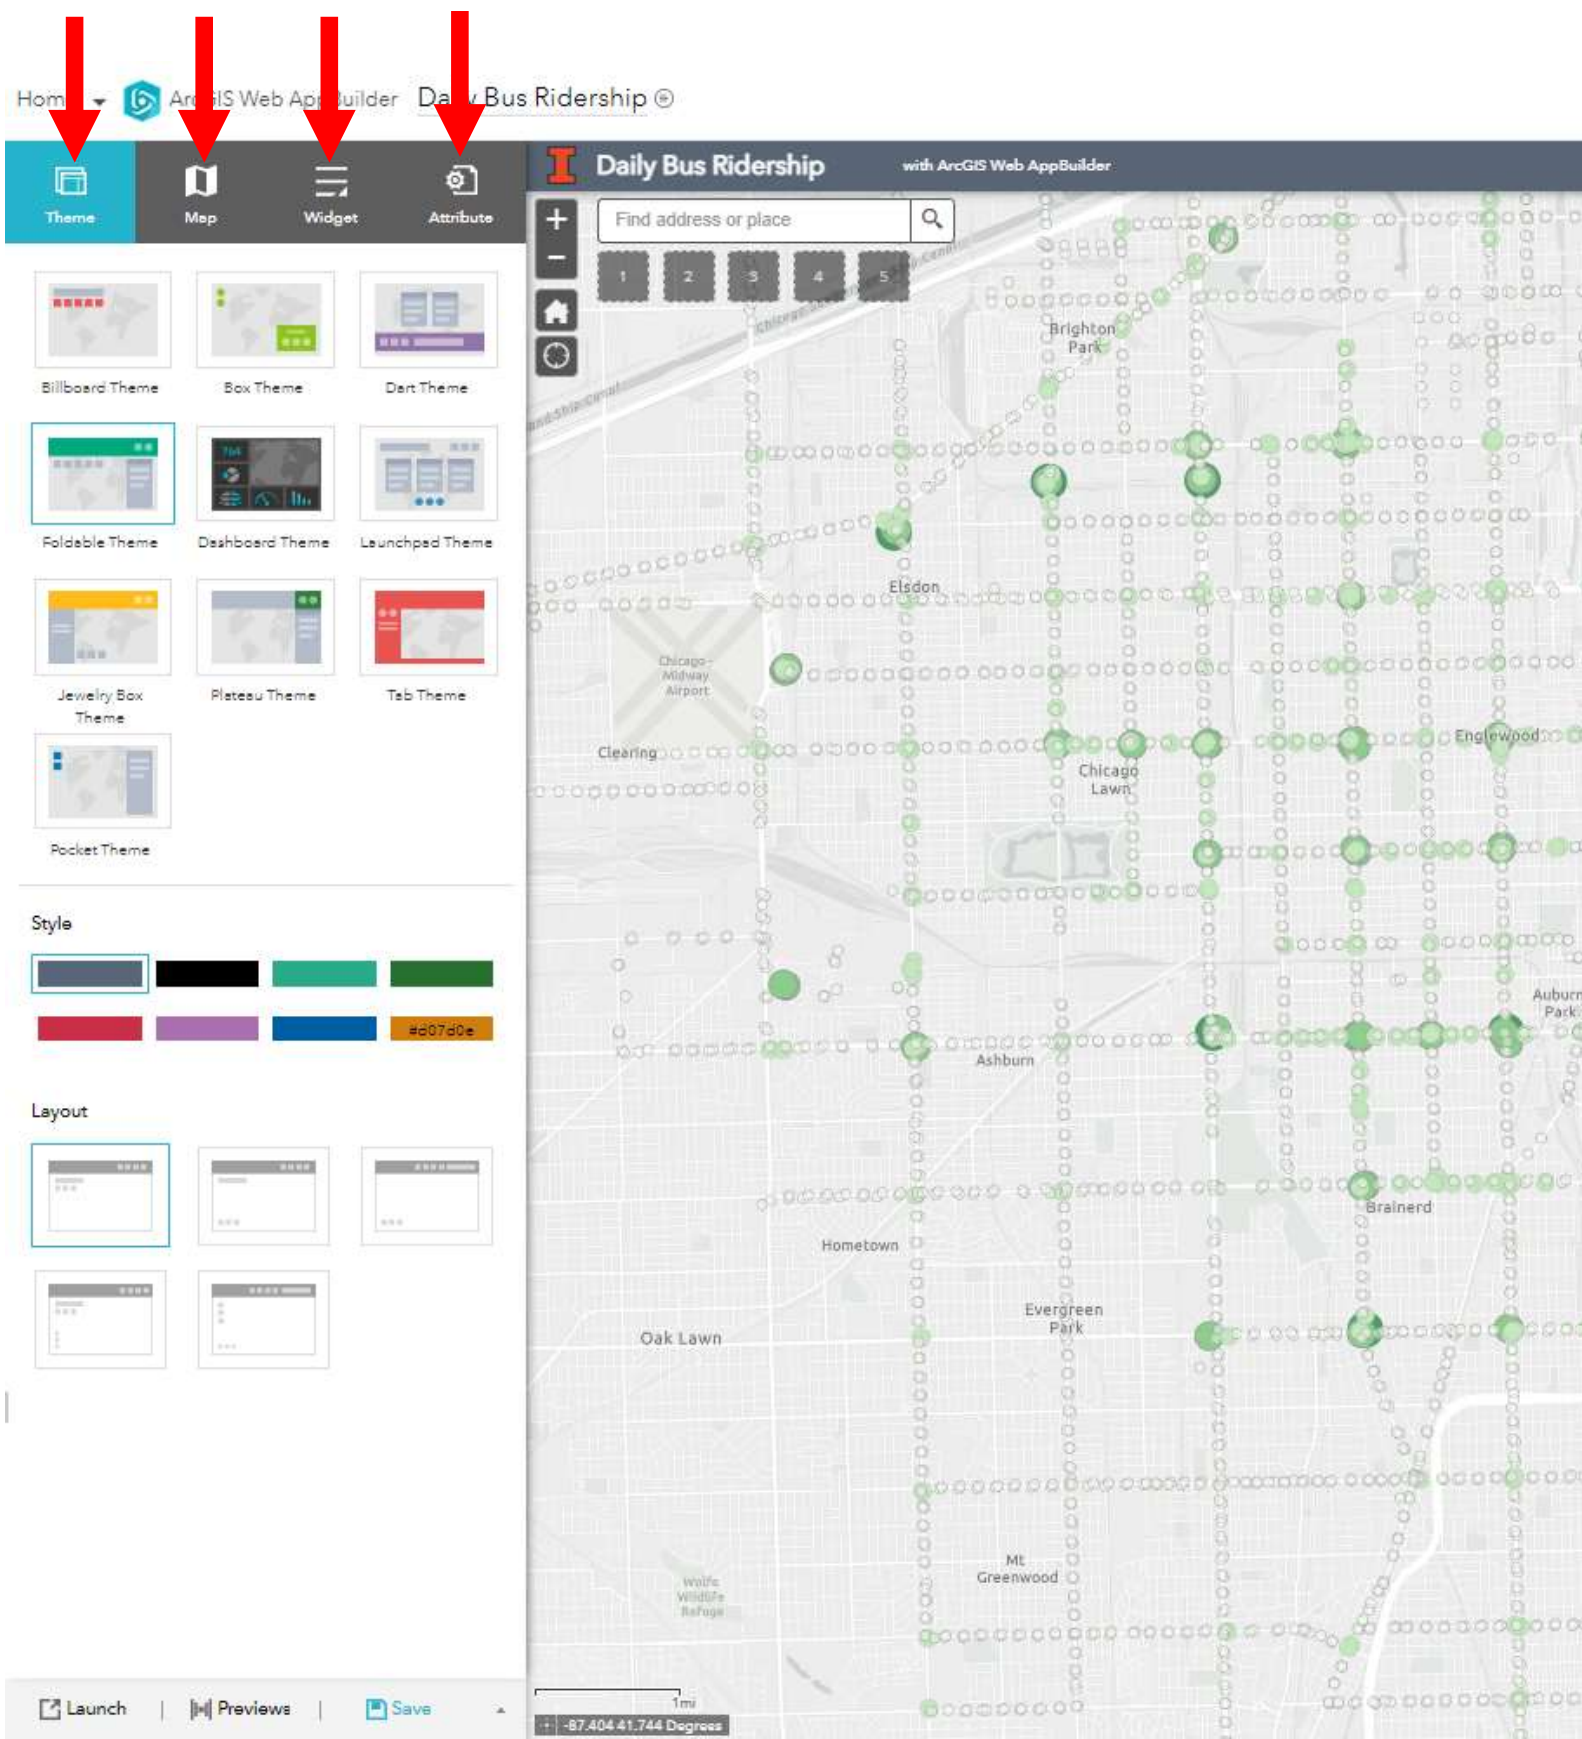 Home
ArcGIS Web AppBuilder
Daily Bus Ridership
Theme
Map
Widget
Attribute
Daily Bus Ridership
with ArcGIS Web AppBuilder
Find address or place
1
2
3
4
5
Billboard Theme
Box Theme
Dart Theme
Foldable Theme
Dashboard Theme
Launchpad Theme
Jewelry Box
Theme
Plateau Theme
Tab Theme
Pocket Theme
Style
#d07d0e
Layout
Launch
Previews
Save
Brighton
Park
Elsdon
Chicago-
Midway
Airport
Clearing
Chicago
Lawn
Englewood
Auburn
Park
Ashburn
Brainerd
Hometown
Evergreen
Park
Oak Lawn
Mt
Greenwood
Wolfe
Wildlife
Refuge
1mi
-87.404 41.744 Degrees